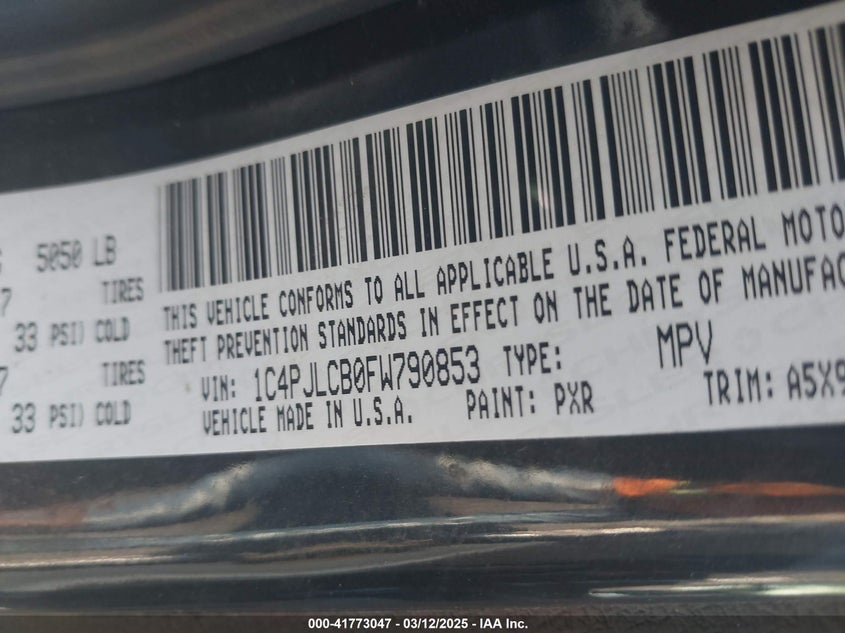 5050 LB
TIRES
33 PSI) COLD
TIRES
33 PSI) COLD
THIS VEHICLE CONFORMS TO ALL APPLICABLE U.S.A. FEDERAL MOTO
THEFT PREVENTION STANDARDS IN EFFECT ON THE DATE OF MANUFAC
VIN: 1C4PJLCB0FW790853 TYPE: MPV
VEHICLE MADE IN U.S.A. PAINT: PXR TRIM: A5X9
000-41773047 - 03/12/2025 - IAA Inc.